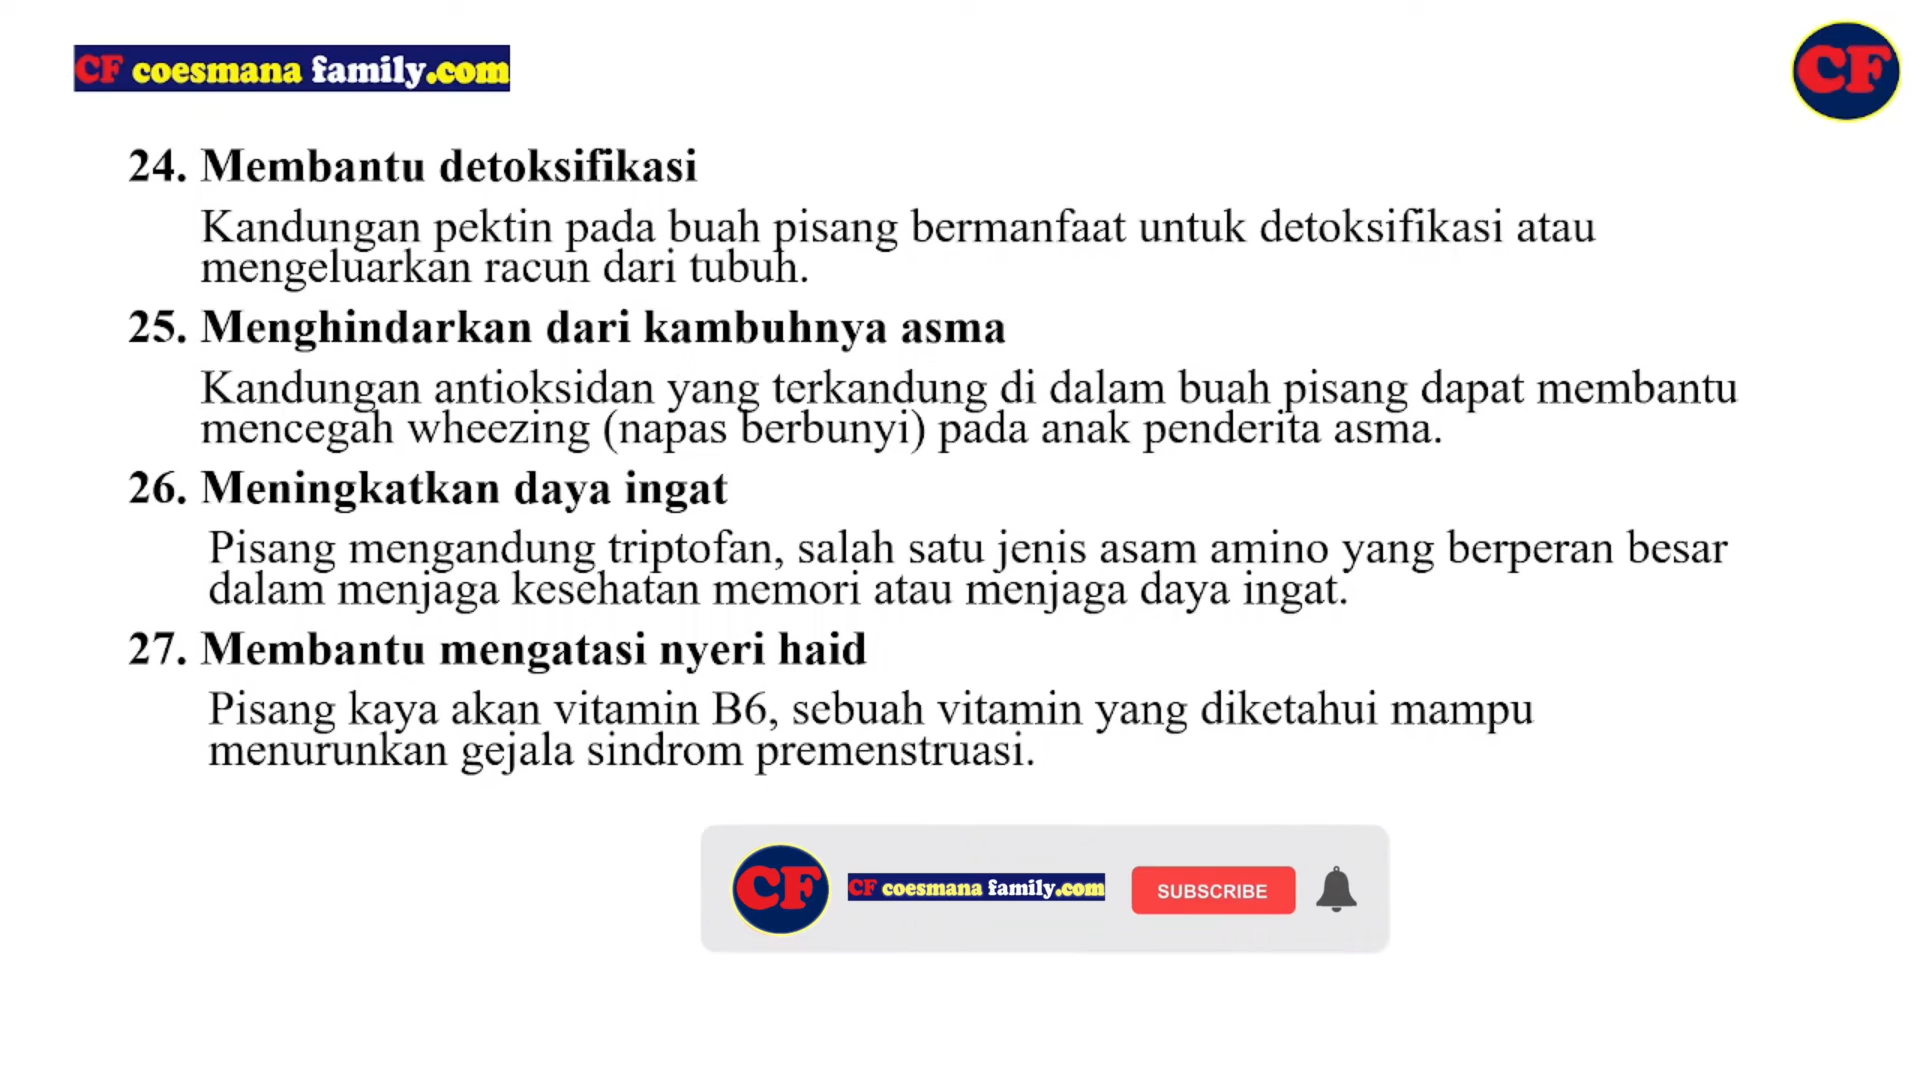 CF coesmana family.com
CF
24. Membantu detoksifikasi
Kandungan pektin pada buah pisang bermanfaat untuk detoksifikasi atau
mengeluarkan racun dari tubuh.
25. Menghindarkan dari kambuhnya asma
Kandungan antioksidan yang terkandung di dalam buah pisang dapat membantu
mencegah wheezing (napas berbunyi) pada anak penderita asma.
26. Meningkatkan daya ingat
Pisang mengandung triptofan, salah satu jenis asam amino yang berperan besar
dalam menjaga kesehatan memori atau menjaga daya ingat.
27. Membantu mengatasi nyeri haid
Pisang kaya akan vitamin B6, sebuah vitamin yang diketahui mampu
menurunkan gejala sindrom premenstruasi.
CF CF coesmana family.com SUBSCRIBE